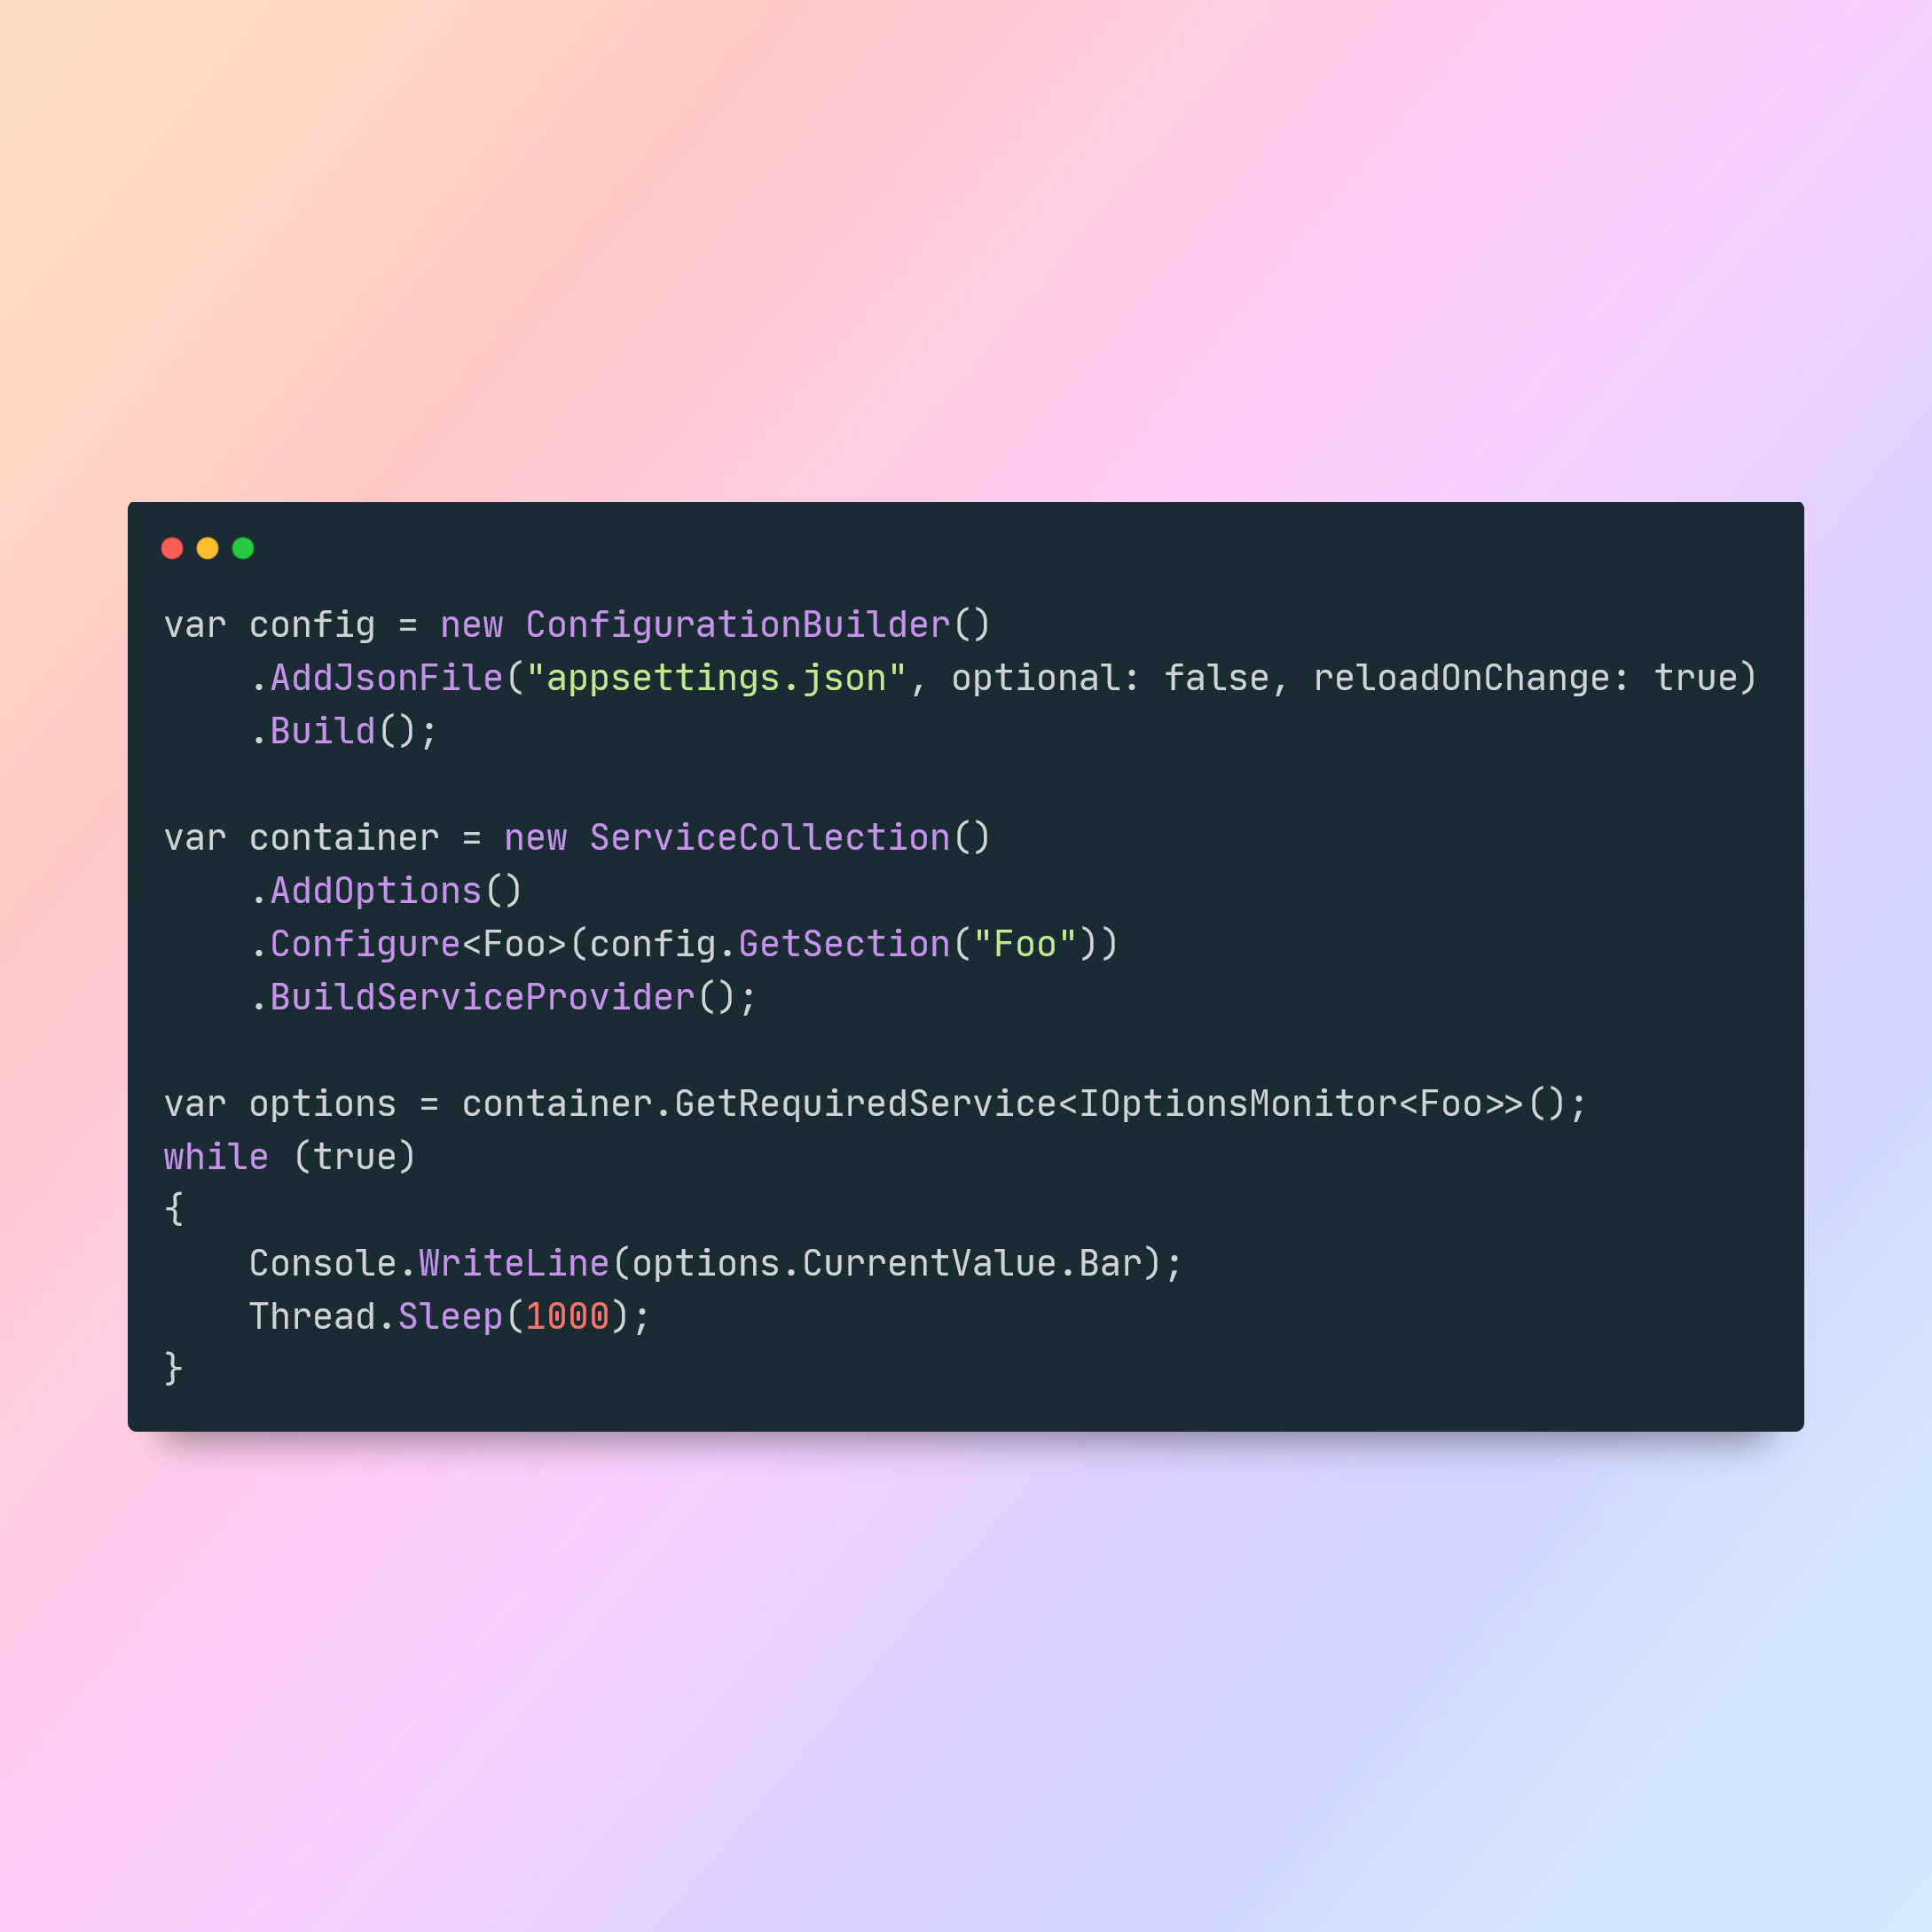 var config = new ConfigurationBuilder()
    .AddJsonFile("appsettings.json", optional: false, reloadOnChange: true)
    .Build();

var container = new ServiceCollection()
    .AddOptions()
    .Configure<Foo>(config.GetSection("Foo"))
    .BuildServiceProvider();

var options = container.GetRequiredService<IOptionsMonitor<Foo>>();
while (true)
{
    Console.WriteLine(options.CurrentValue.Bar);
    Thread.Sleep(1000);
}